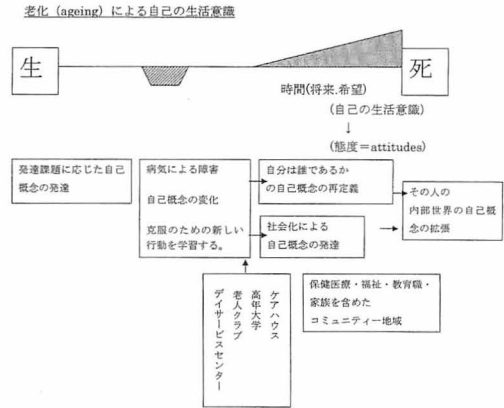 老化（ageing）による自己の生活意識
生
死
時間(将来.希望)
(自己の生活意識)
↓
(態度＝attitudes)
発達課題に応じた自己
概念の発達
病気による障害
自己概念の変化
克服のための新しい
行動を学習する。
自分は誰であるか
の自己概念の再定義
社会化による
自己概念の発達
その人の
内部世界の自己概
念の拡張
ケアハウス
高年大学
老人クラブ
デイサービスセンター
保健医療・福祉・教育職・
家族を含めた
コミュニティー地域